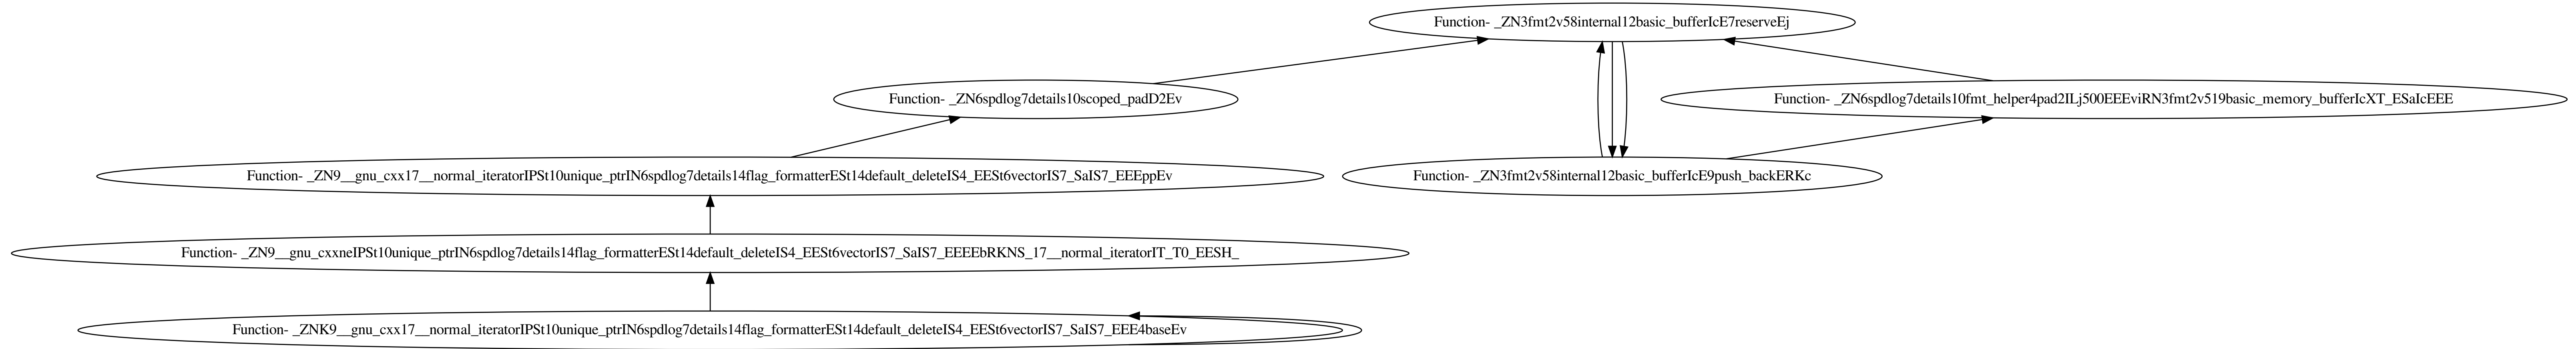 Function- _ZN3fmt2v58internal12basic_bufferIcE7reserveEj
Function- _ZN6spdlog7details10scoped_padD2Ev
Function- _ZN6spdlog7details10fmt_helper4pad2ILj500EEEviRN3fmt2v519basic_memory_bufferIcXT_ESaIcEEE
Function- _ZN9__gnu_cxx17__normal_iteratorIPSt10unique_ptrIN6spdlog7details14flag_formatterESt14default_deleteIS4_EESt6vectorIS7_SaIS7_EEEppEv
Function- _ZN3fmt2v58internal12basic_bufferIcE9push_backERKc
Function- _ZN9__gnu_cxxneIPSt10unique_ptrIN6spdlog7details14flag_formatterESt14default_deleteIS4_EESt6vectorIS7_SaIS7_EEEEbRKNS_17__normal_iteratorIT_T0_EESH_
Function- _ZNK9__gnu_cxx17__normal_iteratorIPSt10unique_ptrIN6spdlog7details14flag_formatterESt14default_deleteIS4_EESt6vectorIS7_SaIS7_EEE4baseEv